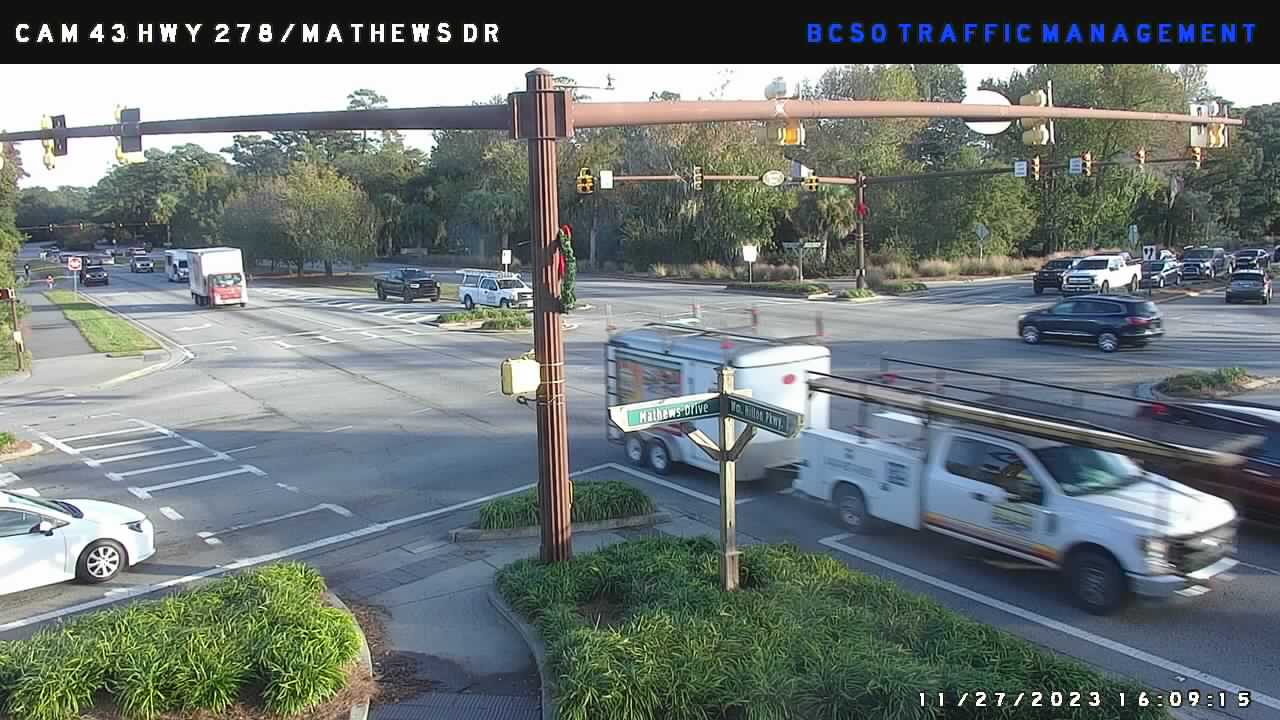 CAM 43 HWY 278/MATHEWS DR
BCSO TRAFFIC MANAGEMENT
Mathews Drive
Wm. Hilton Pkwy.
11/27/2023 16:09:15